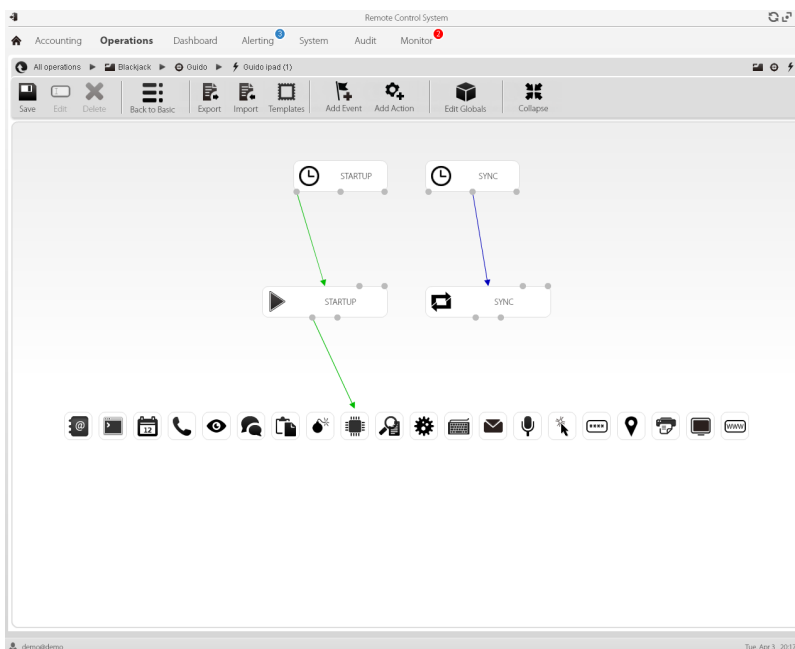 Remote Control System
Accounting Operations Dashboard Alerting 3 System Audit Monitor 2
All operations Blackjack Guido Guido ipad (1)
Save Edit Delete Back to Basic Export Import Templates Add Event Add Action Edit Globals Collapse
STARTUP SYNC
STARTUP SYNC
@ 12 **** WWW
demo@demo Tue Apr 3